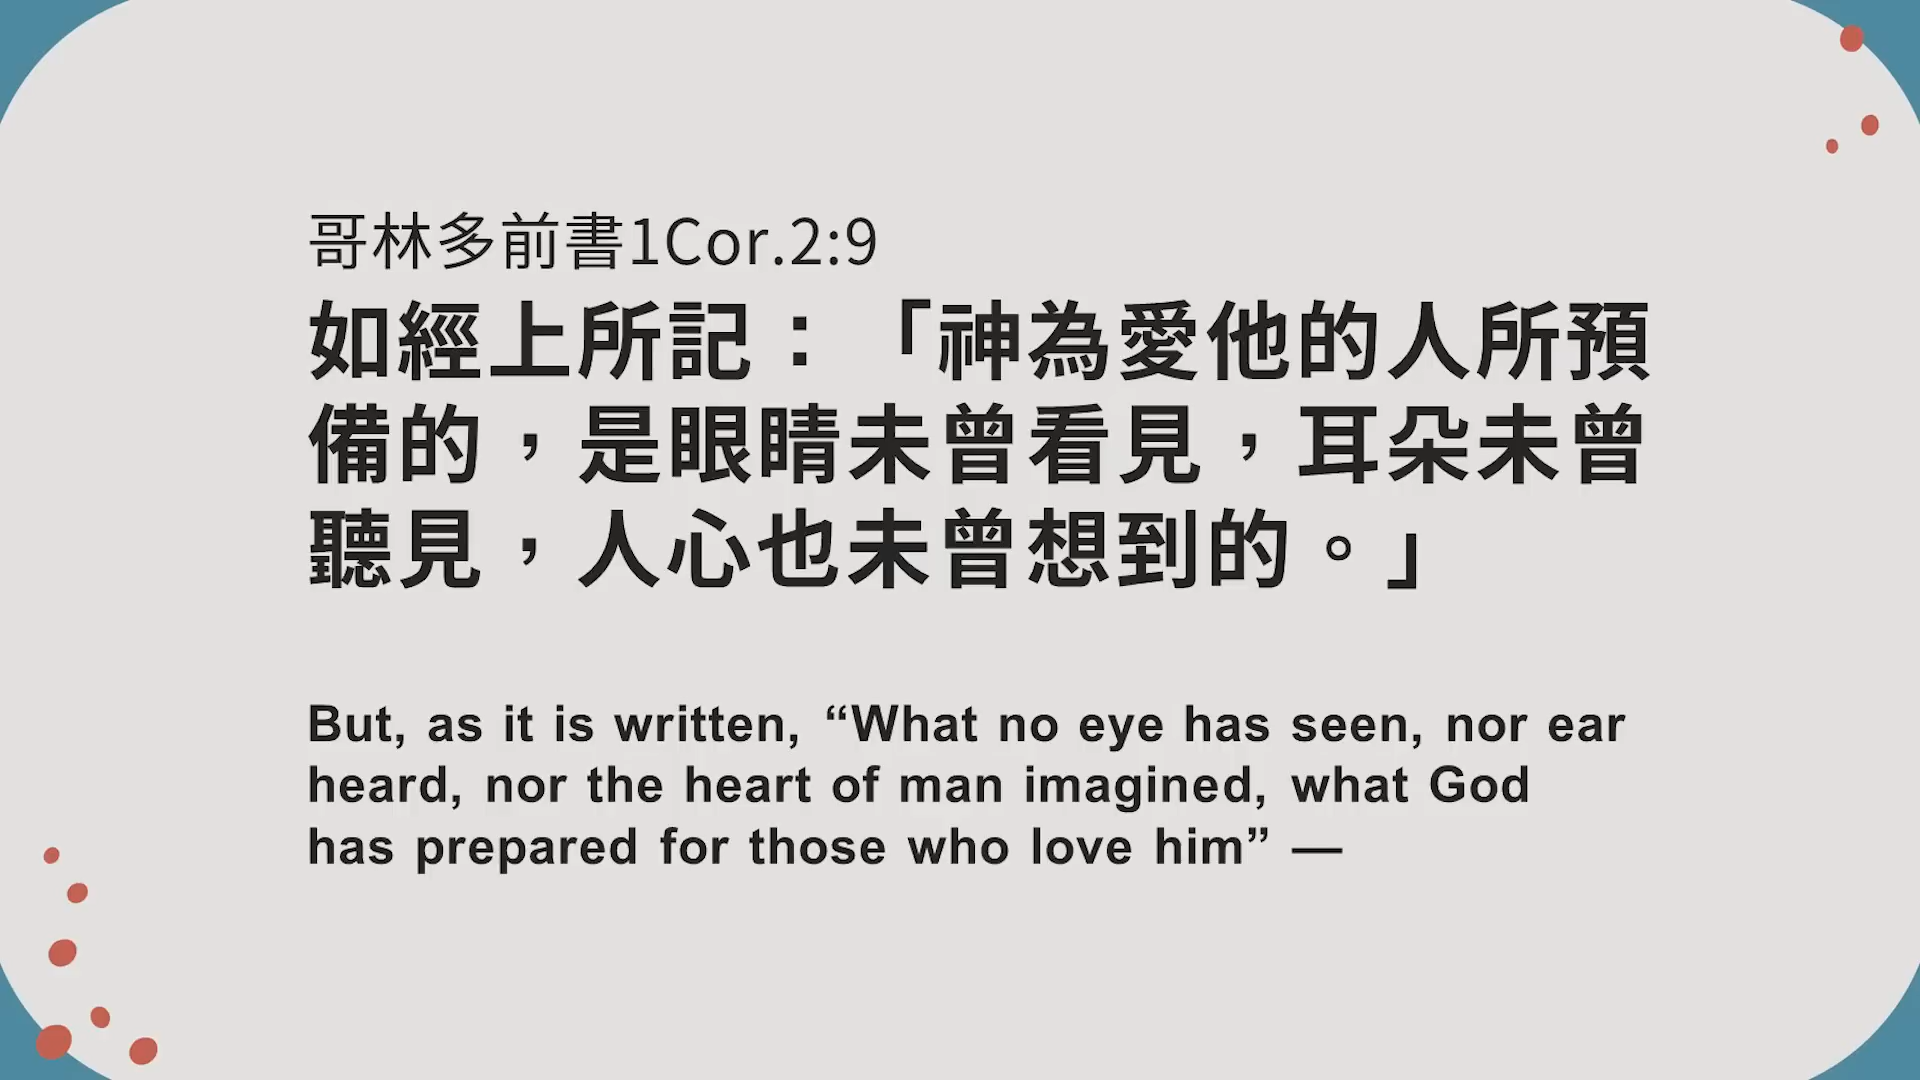 哥林多前書1Cor.2:9
如經上所記：「神為愛他的人所預
備的，是眼睛未曾看見，耳朵未曾
聽見，人心也未曾想到的。」
But, as it is written, “What no eye has seen, nor ear
heard, nor the heart of man imagined, what God
has prepared for those who love him” —